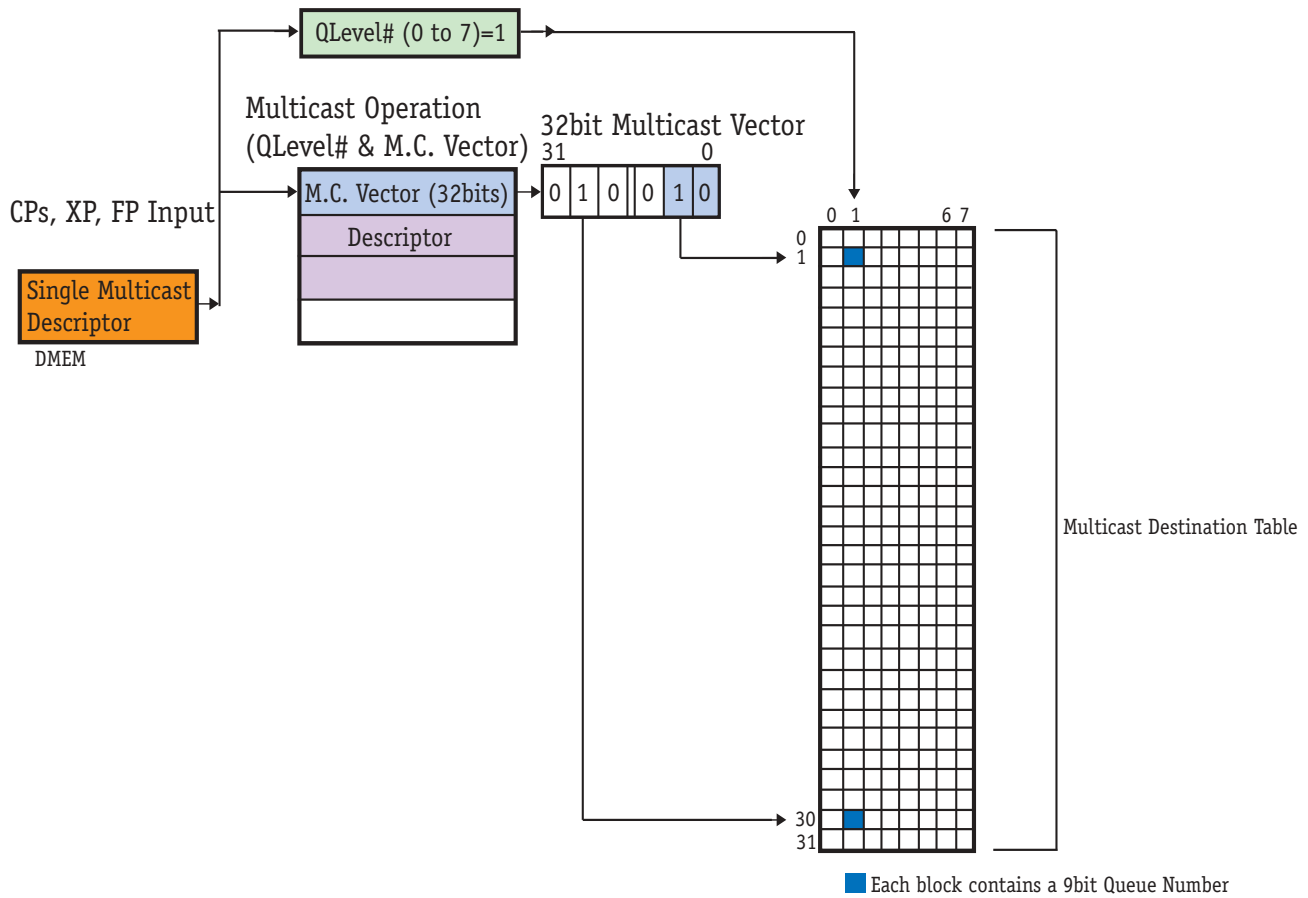 QLevel# (0 to 7)=1
Multicast Operation
(QLevel# & M.C. Vector)
32bit Multicast Vector
31 0
M.C. Vector (32bits)
0 1 0 0 1 0
CPs, XP, FP Input
Descriptor
0 1 6 7
0
1
Single Multicast
Descriptor
DMEM
Multicast Destination Table
30
31
Each block contains a 9bit Queue Number